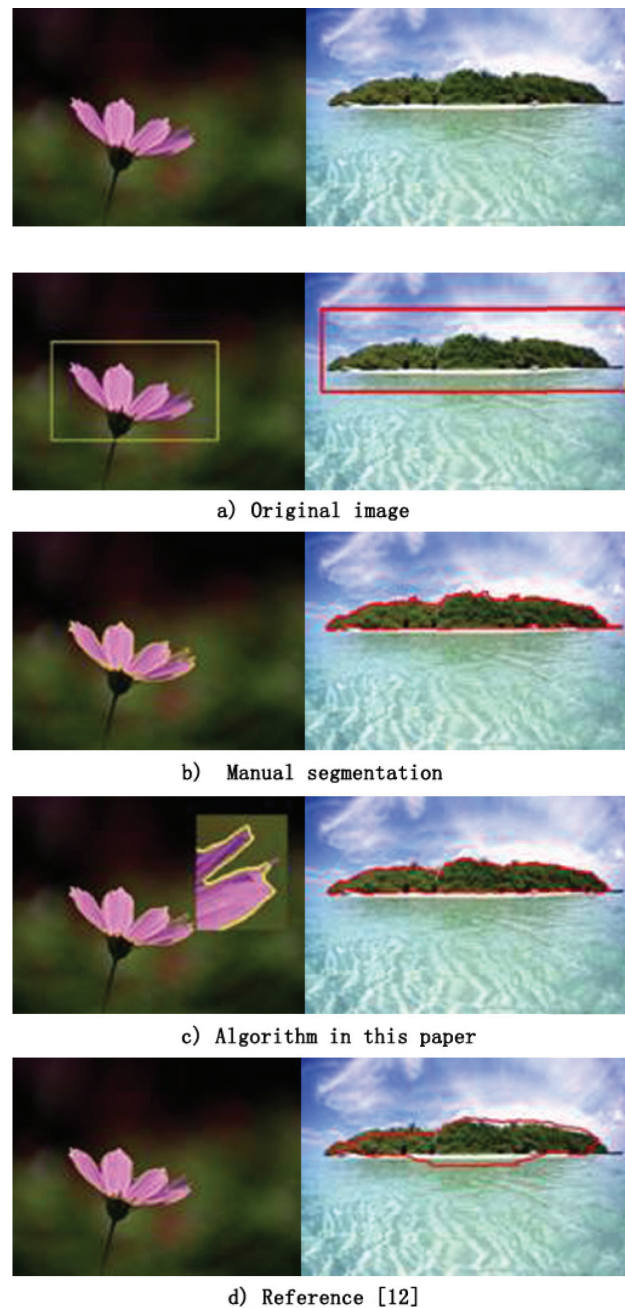 a) Original image
b) Manual segmentation
c) Algorithm in this paper
d) Reference [12]